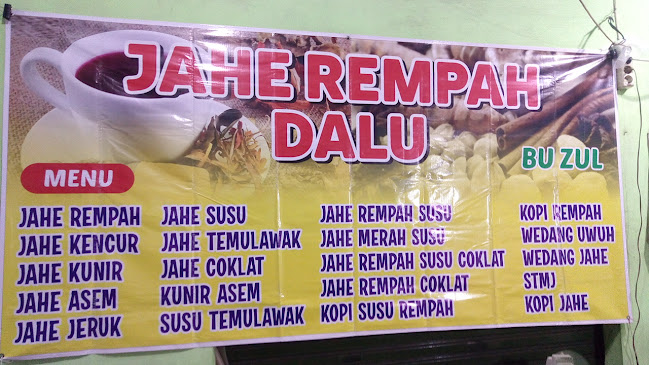 JAHE REMPAH
DALU
BU ZUL
MENU
JAHE REMPAH
JAHE KENCUR
JAHE KUNIR
JAHE ASEM
JAHE JERUK
JAHE SUSU
JAHE TEMULAWAK
JAHE COKLAT
KUNIR ASEM
SUSU TEMULAWAK
JAHE REMPAH SUSU
JAHE MERAH SUSU
JAHE REMPAH SUSU COKLAT
JAHE REMPAH COKLAT
KOPI SUSU REMPAH
KOPI REMPAH
WEDANG UWUH
WEDANG JAHE
STMJ
KOPI JAHE